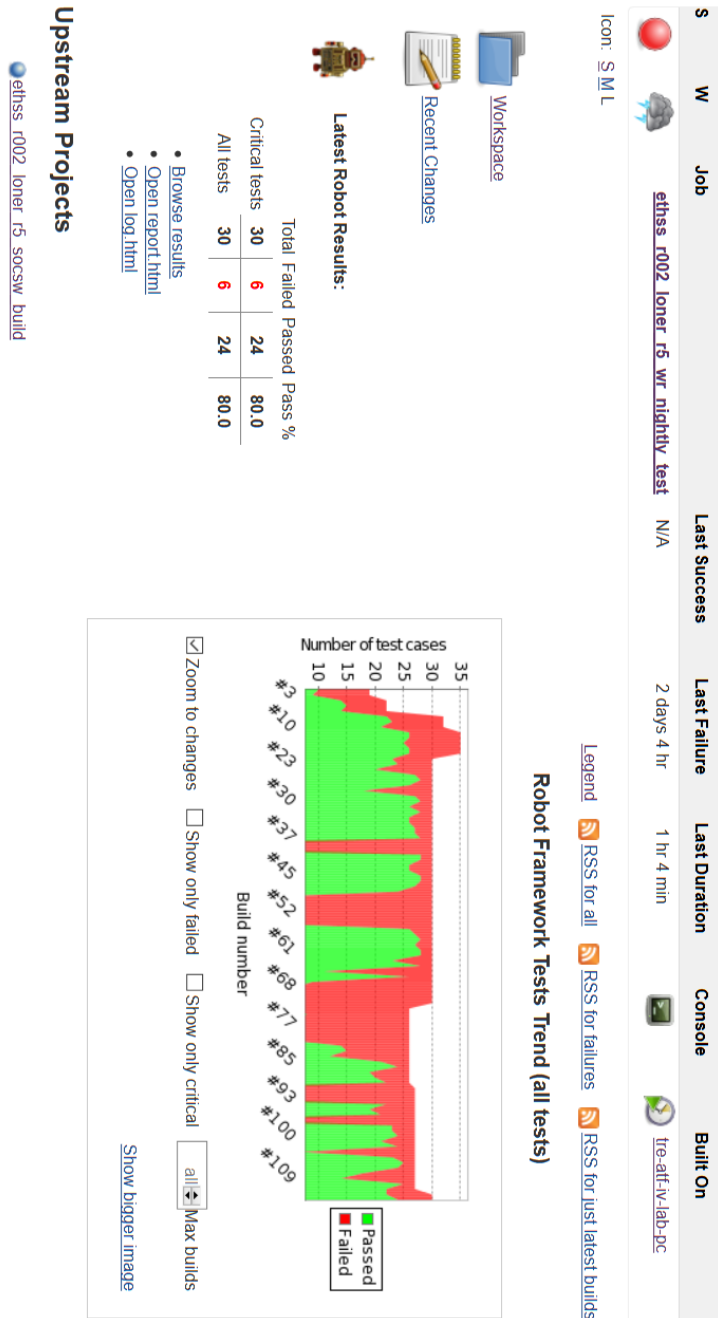 S W Job Last Success Last Failure Last Duration Console Built On
ethss_r002_loner_r5_wr_nightly_test N/A 2 days 4 hr 1 hr 4 min tre-atf-iv-lab-pc
Icon: S M L
Legend RSS for all RSS for failures RSS for just latest builds
Workspace
Recent Changes
Latest Robot Results:
Total Failed Passed Pass %
Critical tests 30 6 24 80.0
All tests 30 6 24 80.0
• Browse results
• Open report.html
• Open log.html
Robot Framework Tests Trend (all tests)
Number of test cases
35
30
25
20
15
10
#3 #10 #23 #30 #37 #45 #52 #61 #68 #77 #85 #93 #100 #109
Build number
Passed
Failed
Zoom to changes Show only failed Show only critical all Max builds
Show bigger image
Upstream Projects
ethss_r002_loner_r5_socsw_build